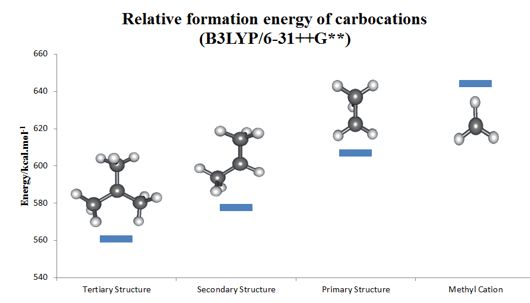 Relative formation energy of carbocations
(B3LYP/6-31++G**)
Energy/kcal.mol-1
660
640
620
600
580
560
540
Tertiary Structure
Secondary Structure
Primary Structure
Methyl Cation